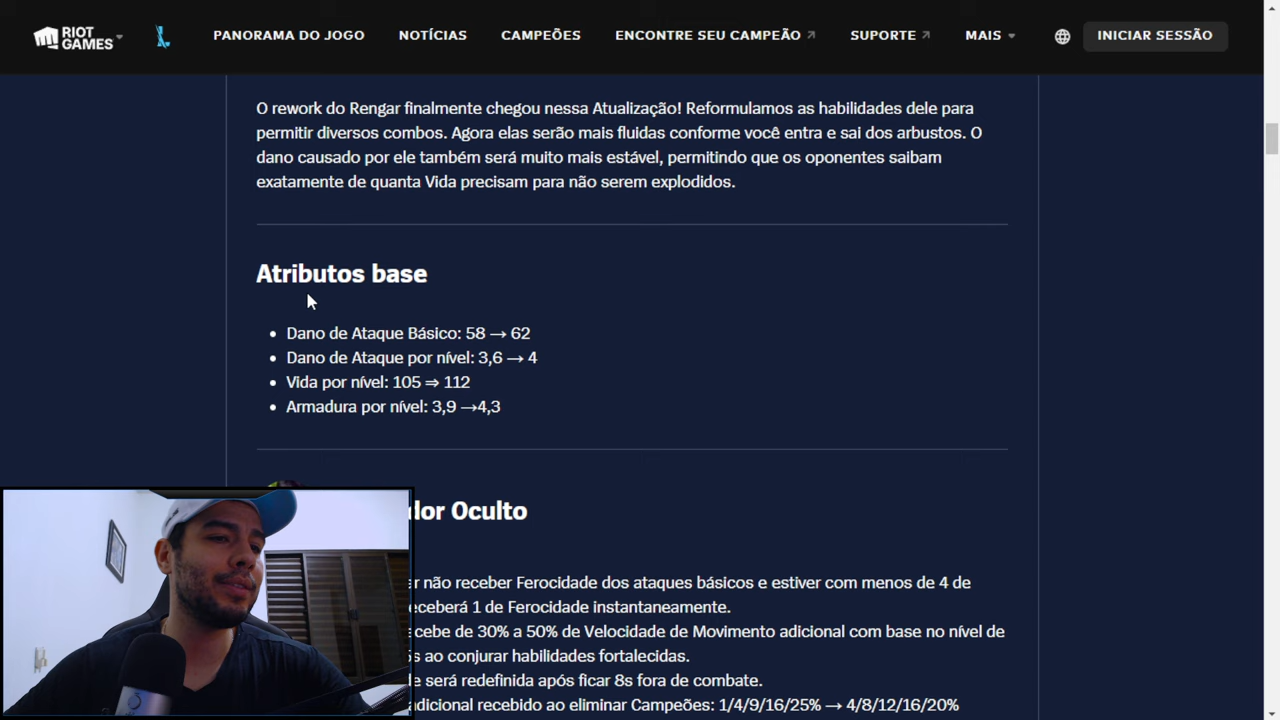 RIOT GAMES PANORAMA DO JOGO NOTÍCIAS CAMPEÕES ENCONTRE SEU CAMPEÃO SUPORTE MAIS INICIAR SESSÃO
O rework do Rengar finalmente chegou nessa Atualização! Reformulamos as habilidades dele para
permitir diversos combos. Agora elas serão mais fluidas conforme você entra e sai dos arbustos. O
dano causado por ele também será muito mais estável, permitindo que os oponentes saibam
exatamente de quanta Vida precisam para não serem explodidos.
Atributos base
• Dano de Ataque Básico: 58 → 62
• Dano de Ataque por nível: 3,6 → 4
• Vida por nível: 105 ⇒ 112
• Armadura por nível: 3,9 →4,3
Oculto
não receber Ferocidade dos ataques básicos e estiver com menos de 4 de
1 de Ferocidade instantaneamente.
de 30% a 50% de Velocidade de Movimento adicional com base no nível de
ao conjurar habilidades fortalecidas.
será redefinida após ficar 8s fora de combate.
recebido ao eliminar Campeões: 1/4/9/16/25% → 4/8/12/16/20%